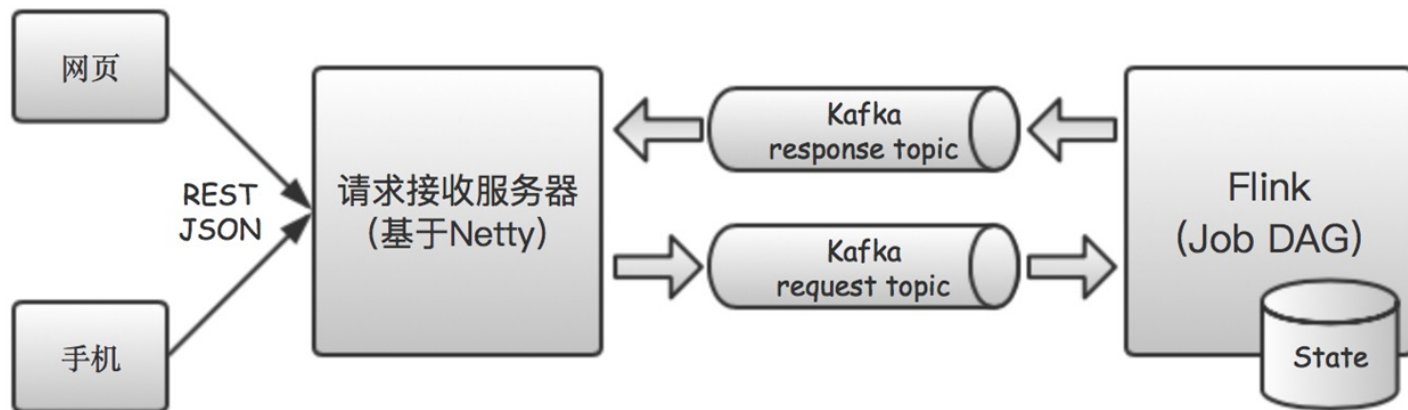 网页
手机
REST
JSON
请求接收服务器
（基于Netty）
Kafka
response topic
Kafka
request topic
Flink
(Job DAG)
State